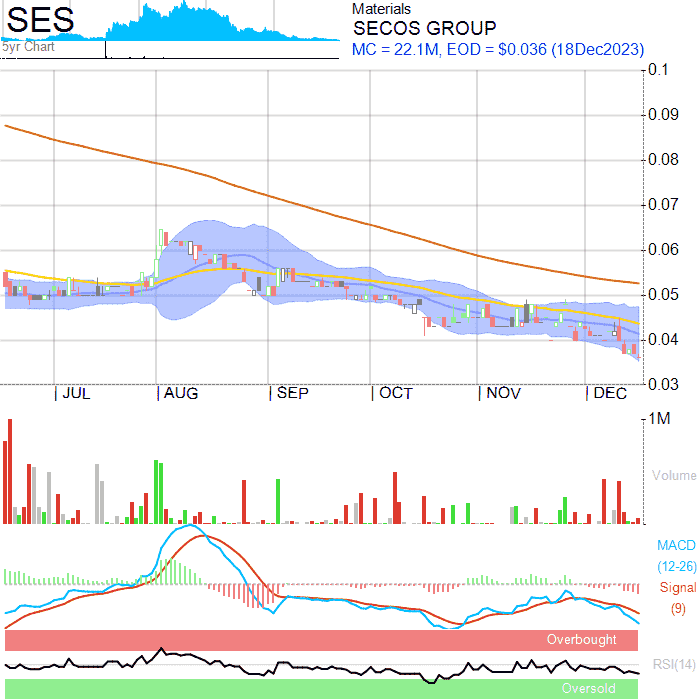 SES
5yr Chart
Materials
SECOS GROUP
MC = 22.1M, EOD = $0.036 (18Dec2023)
0.1
0.09
0.08
0.07
0.06
0.05
0.04
0.03
JUL AUG SEP OCT NOV DEC
1M
Volume
MACD
(12-26)
Signal
(9)
Overbought
RSI(14)
Oversold